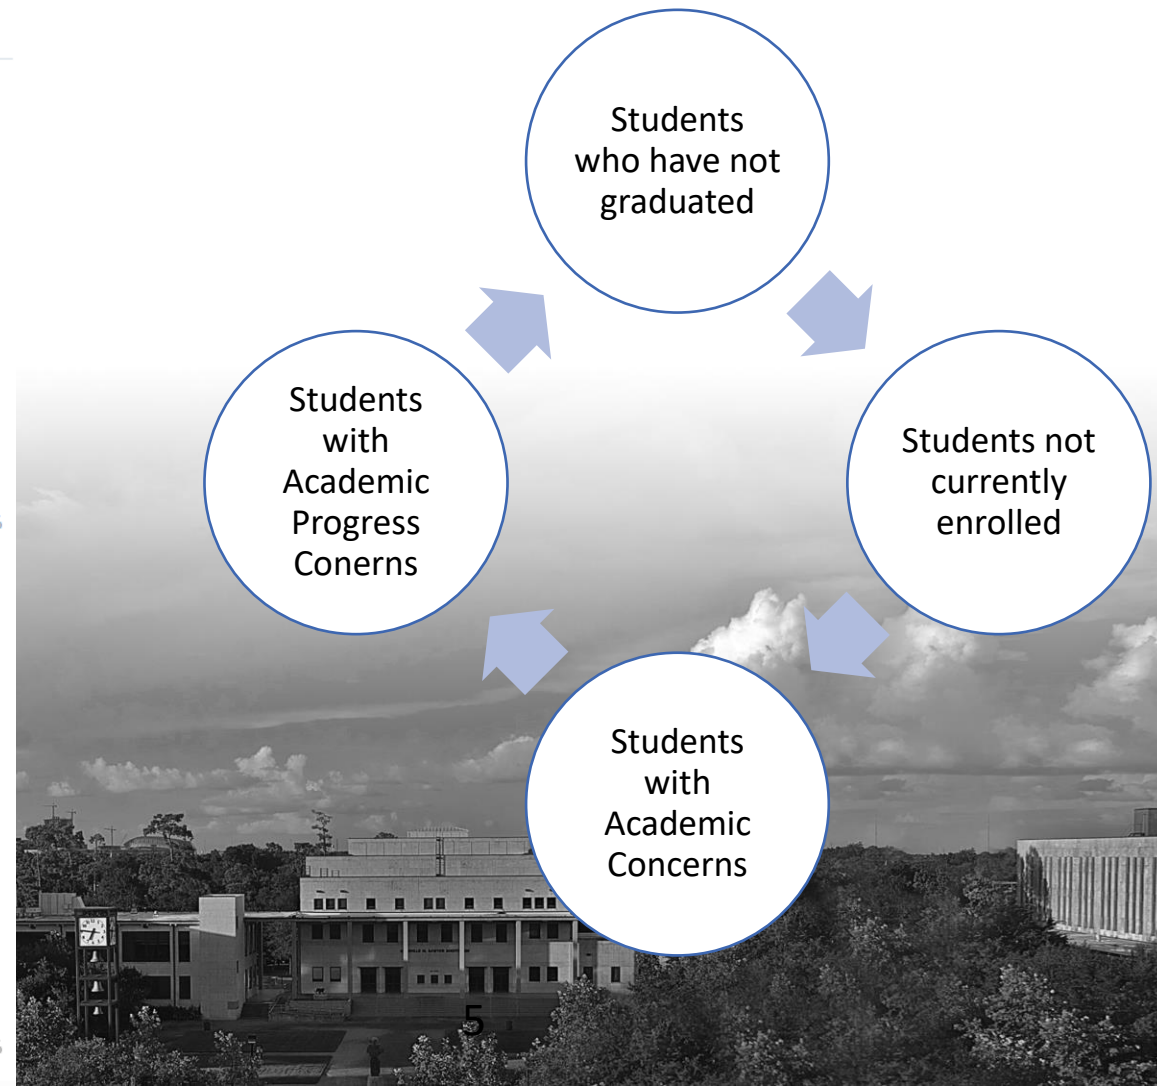 Students
who have not
graduated
Students
with
Academic
Progress
Conerns
Students not
currently
enrolled
Students
with
Academic
Concerns
5